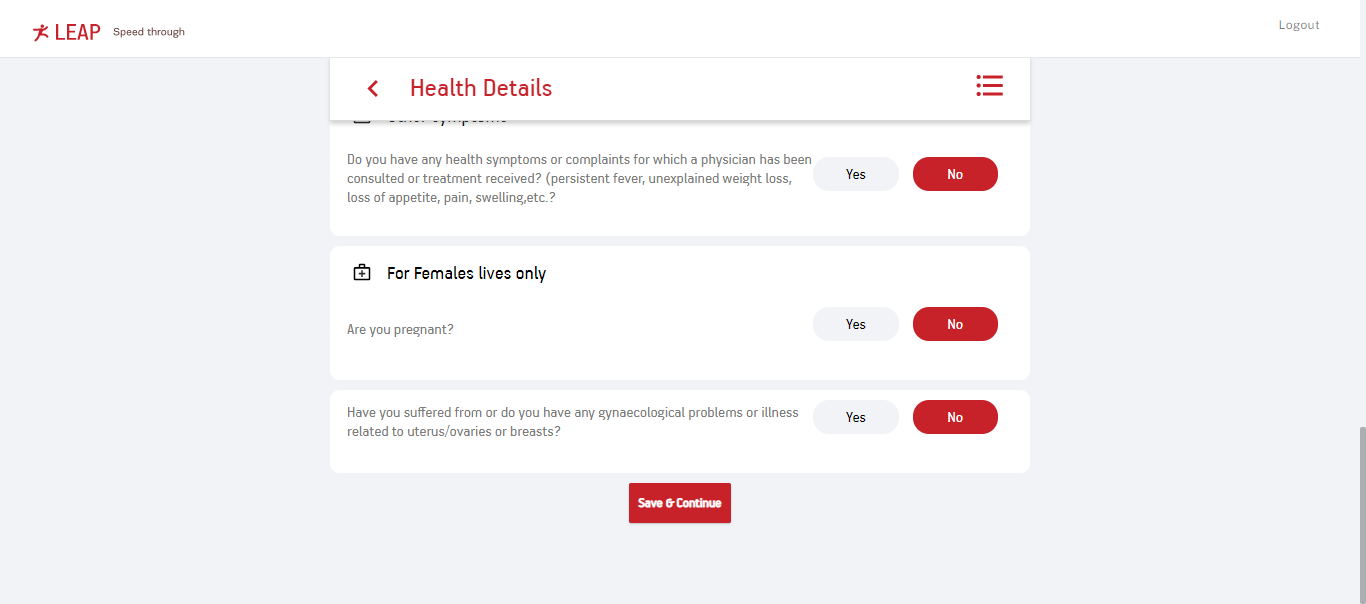 LEAP Speed through
Logout
Health Details
Do you have any health symptoms or complaints for which a physician has been
consulted or treatment received? (persistent fever, unexplained weight loss,
loss of appetite, pain, swelling,etc.?
Yes
No
For Females lives only
Are you pregnant?
Yes
No
Have you suffered from or do you have any gynaecological problems or illness
related to uterus/ovaries or breasts?
Yes
No
Save & Continue